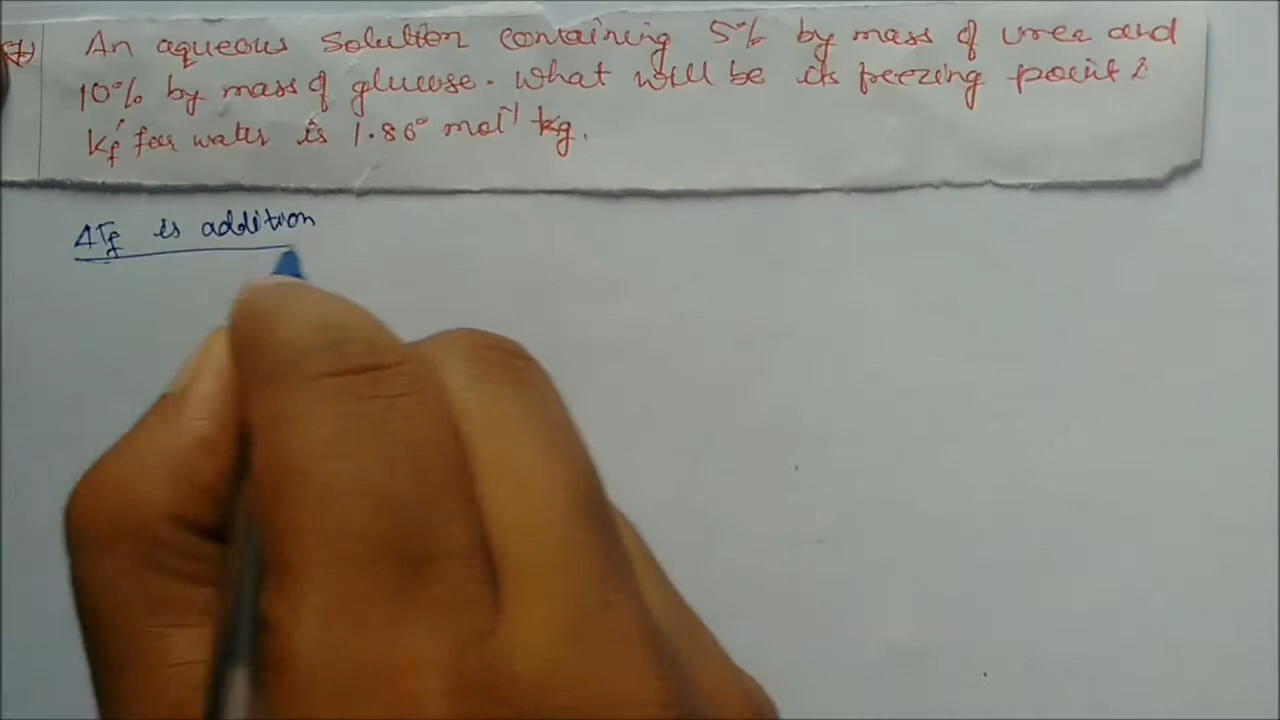 An aqueous solution containing 5% by mass of urea and
10% by mass of glucose. What will be its freezing point?
Kf' for water is 1.86° mol⁻¹ kg.
ΔTf is addition